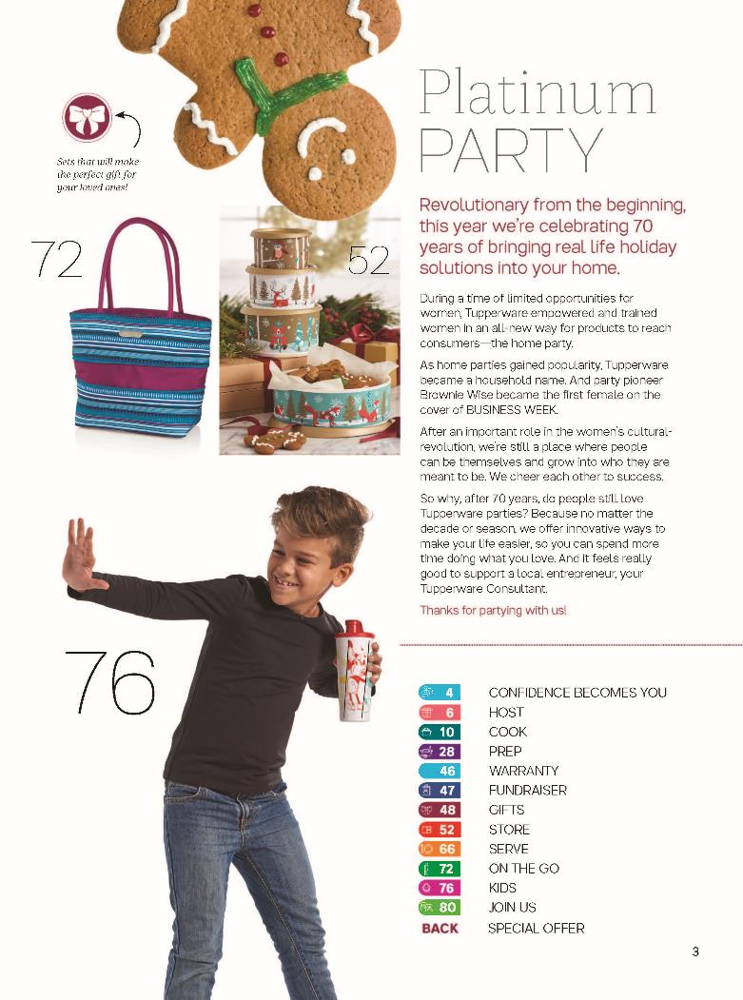 Sets that will make
the perfect gift for
your loved ones!
72
52
76
Platinum
PARTY
Revolutionary from the beginning,
this year we're celebrating 70
years of bringing real life holiday
solutions into your home.
During a time of limited opportunities for
women, Tupperware empowered and trained
women in an all-new way for products to reach
consumers—the home party.
As home parties gained popularity, Tupperware
became a household name. And party pioneer
Brownie Wise became the first female on the
cover of BUSINESS WEEK.
After an important role in the women's cultural-
revolution, we're still a place where people
can be themselves and grow into who they are
meant to be. We cheer each other to success.
So why, after 70 years, do people still love
Tupperware parties? Because no matter the
decade or season, we offer innovative ways to
make your life easier, so you can spend more
time doing what you love. And it feels really
good to support a local entrepreneur, your
Tupperware Consultant.
Thanks for partying with us!
4 CONFIDENCE BECOMES YOU
6 HOST
10 COOK
28 PREP
46 WARRANTY
47 FUNDRAISER
48 GIFTS
52 STORE
66 SERVE
72 ON THE GO
76 KIDS
80 JOIN US
BACK SPECIAL OFFER
3